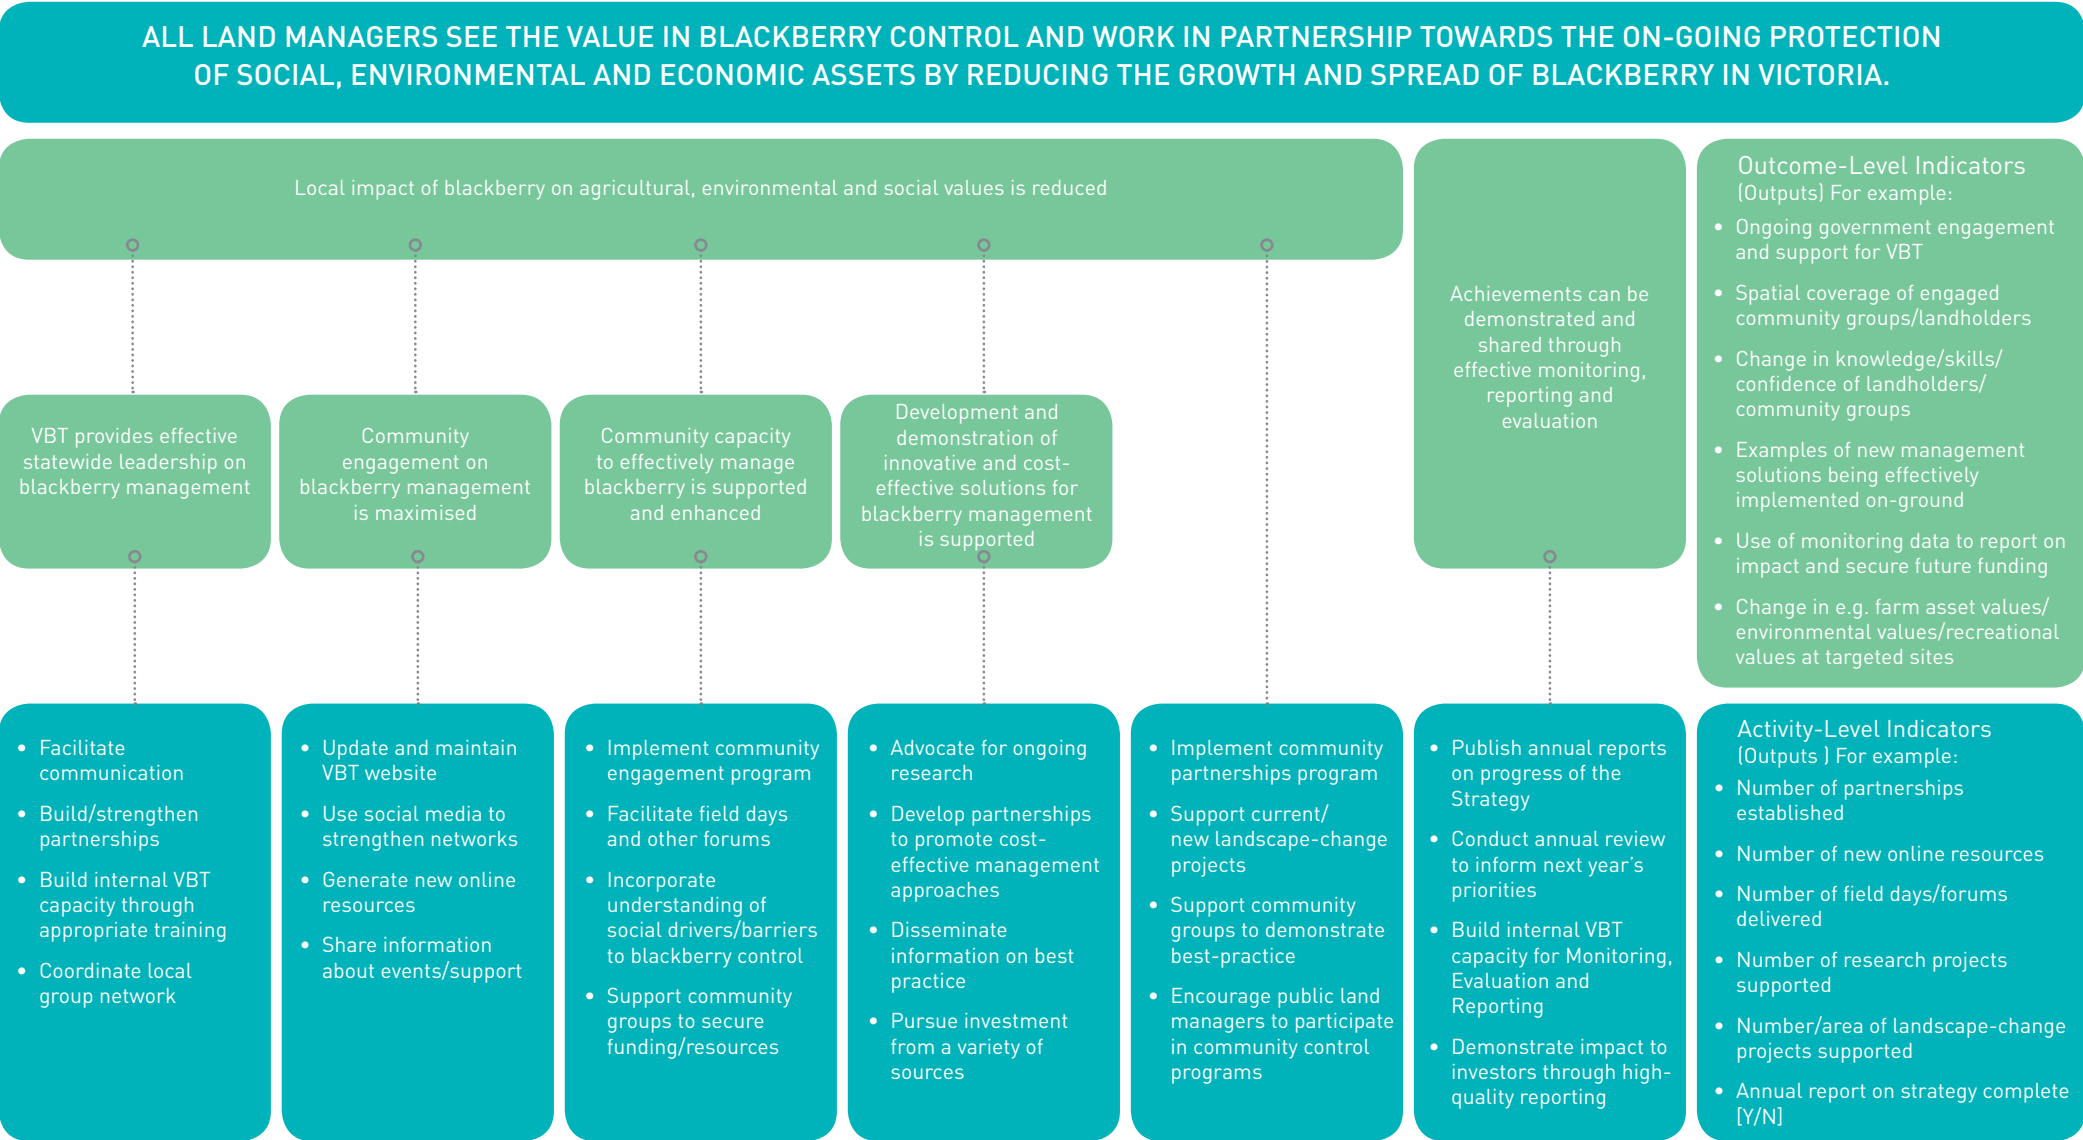 ALL LAND MANAGERS SEE THE VALUE IN BLACKBERRY CONTROL AND WORK IN PARTNERSHIP TOWARDS THE ON-GOING PROTECTION
OF SOCIAL, ENVIRONMENTAL AND ECONOMIC ASSETS BY REDUCING THE GROWTH AND SPREAD OF BLACKBERRY IN VICTORIA.
Local impact of blackberry on agricultural, environmental and social values is reduced
VBT provides effective
statewide leadership on
blackberry management
Community
engagement on
blackberry management
is maximised
Community capacity
to effectively manage
blackberry is supported
and enhanced
Development and
demonstration of
innovative and cost-
effective solutions for
blackberry management
is supported
Achievements can be
demonstrated and
shared through
effective monitoring,
reporting and
evaluation
Outcome-Level Indicators
(Outputs) For example:
• Ongoing government engagement
and support for VBT
• Spatial coverage of engaged
community groups/landholders
• Change in knowledge/skills/
confidence of landholders/
community groups
• Examples of new management
solutions being effectively
implemented on-ground
• Use of monitoring data to report on
impact and secure future funding
• Change in e.g. farm asset values/
environmental values/recreational
values at targeted sites
• Facilitate
communication
• Build/strengthen
partnerships
• Build internal VBT
capacity through
appropriate training
• Coordinate local
group network
• Update and maintain
VBT website
• Use social media to
strengthen networks
• Generate new online
resources
• Share information
about events/support
• Implement community
engagement program
• Facilitate field days
and other forums
• Incorporate
understanding of
social drivers/barriers
to blackberry control
• Support community
groups to secure
funding/resources
• Advocate for ongoing
research
• Develop partnerships
to promote cost-
effective management
approaches
• Disseminate
information on best
practice
• Pursue investment
from a variety of
sources
• Implement community
partnerships program
• Support current/
new landscape-change
projects
• Support community
groups to demonstrate
best-practice
• Encourage public land
managers to participate
in community control
programs
• Publish annual reports
on progress of the
Strategy
• Conduct annual review
to inform next year's
priorities
• Build internal VBT
capacity for Monitoring,
Evaluation and
Reporting
• Demonstrate impact to
investors through high-
quality reporting
Activity-Level Indicators
(Outputs ) For example:
• Number of partnerships
established
• Number of new online resources
• Number of field days/forums
delivered
• Number of research projects
supported
• Number/area of landscape-change
projects supported
• Annual report on strategy complete
[Y/N]